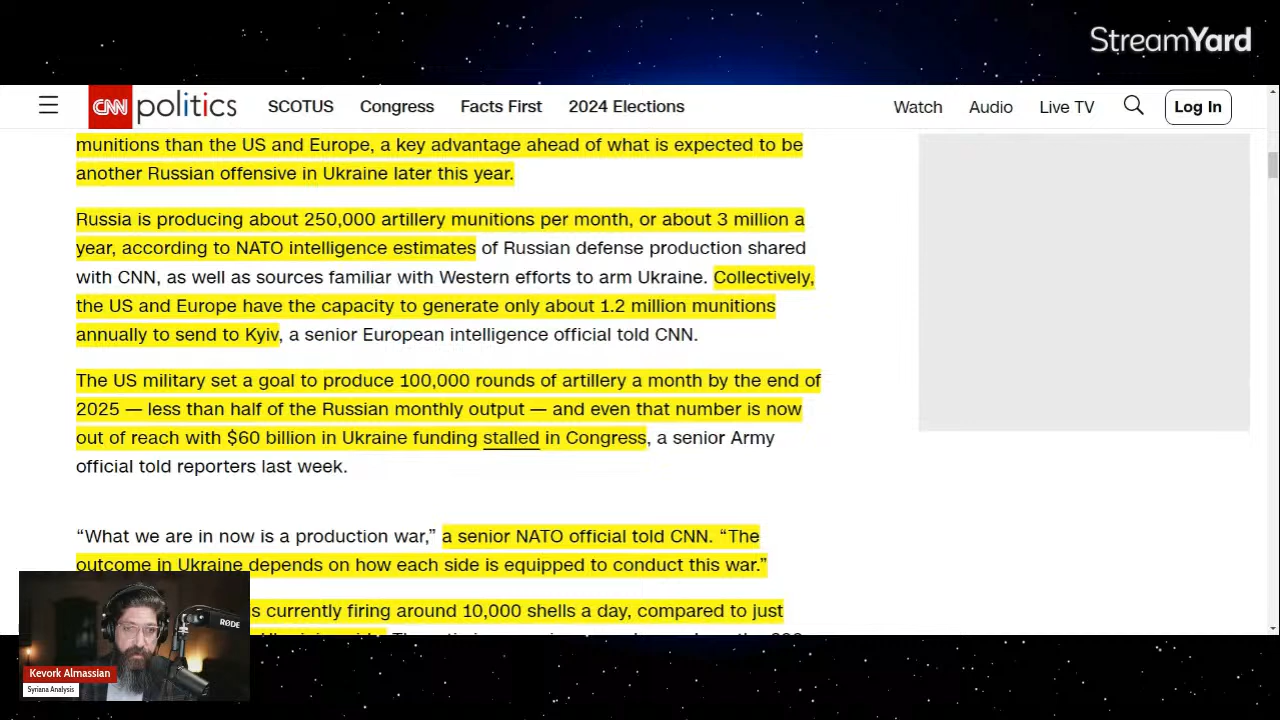 StreamYard
CNN politics SCOTUS Congress Facts First 2024 Elections Watch Audio Live TV Log In
munitions than the US and Europe, a key advantage ahead of what is expected to be
another Russian offensive in Ukraine later this year.
Russia is producing about 250,000 artillery munitions per month, or about 3 million a
year, according to NATO intelligence estimates of Russian defense production shared
with CNN, as well as sources familiar with Western efforts to arm Ukraine. Collectively,
the US and Europe have the capacity to generate only about 1.2 million munitions
annually to send to Kyiv, a senior European intelligence official told CNN.
The US military set a goal to produce 100,000 rounds of artillery a month by the end of
2025 — less than half of the Russian monthly output — and even that number is now
out of reach with $60 billion in Ukraine funding stalled in Congress, a senior Army
official told reporters last week.
“What we are in now is a production war,” a senior NATO official told CNN. “The
outcome in Ukraine depends on how each side is equipped to conduct this war.”
s currently firing around 10,000 shells a day, compared to just
RØDE
Kevork Almassian
Syriana Analysis